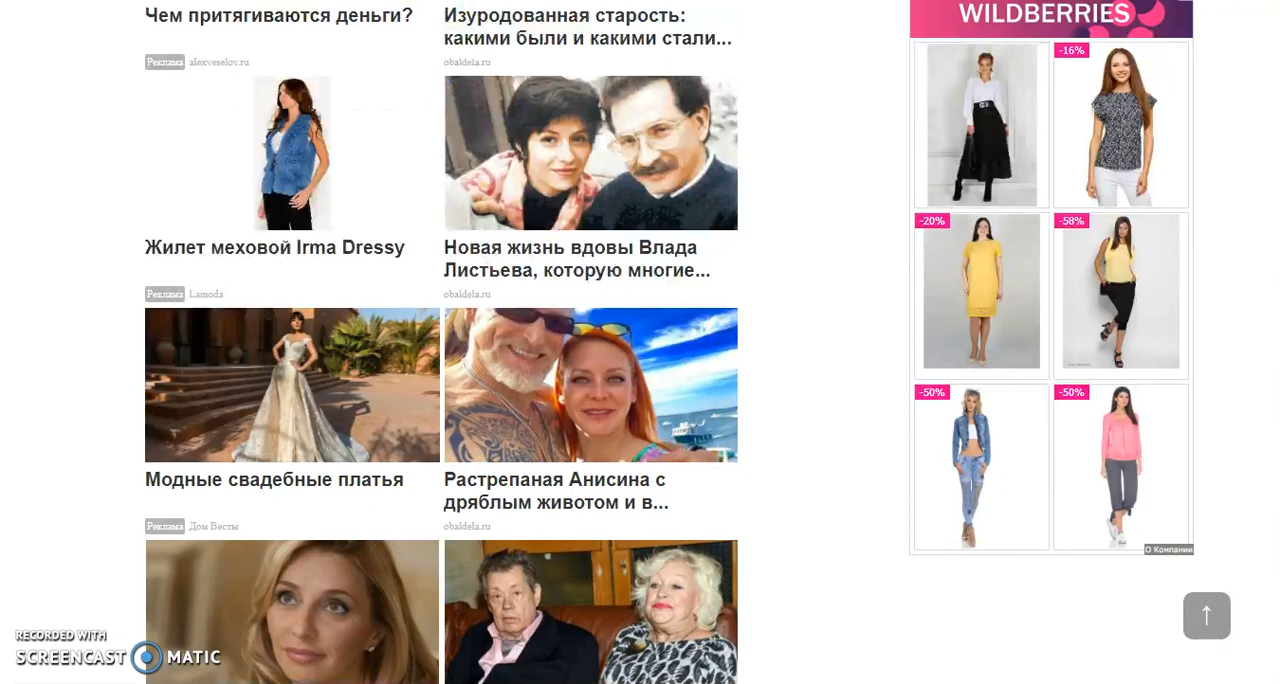 Чем притягиваются деньги?
Реклама alexveselov.ru
Изуродованная старость:
какими были и какими стали...
obaldela.ru
Жилет меховой Irma Dressy
Реклама Lamoda
Новая жизнь вдовы Влада
Листьева, которую многие...
obaldela.ru
Модные свадебные платья
Реклама Дом Весты
Растрепаная Анисина с
дряблым животом и в...
obaldela.ru
WILDBERRIES
-16%
-20%
-58%
-50%
-50%
О Компании
↑
RECORDED WITH
SCREENCAST MATIC